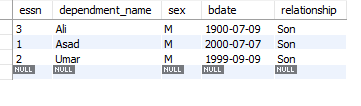 essn dependment_name sex bdate relationship
3 Ali M 1900-07-09 Son
1 Asad M 2000-07-07 Son
2 Umar M 1999-09-09 Son
NULL NULL NULL NULL NULL